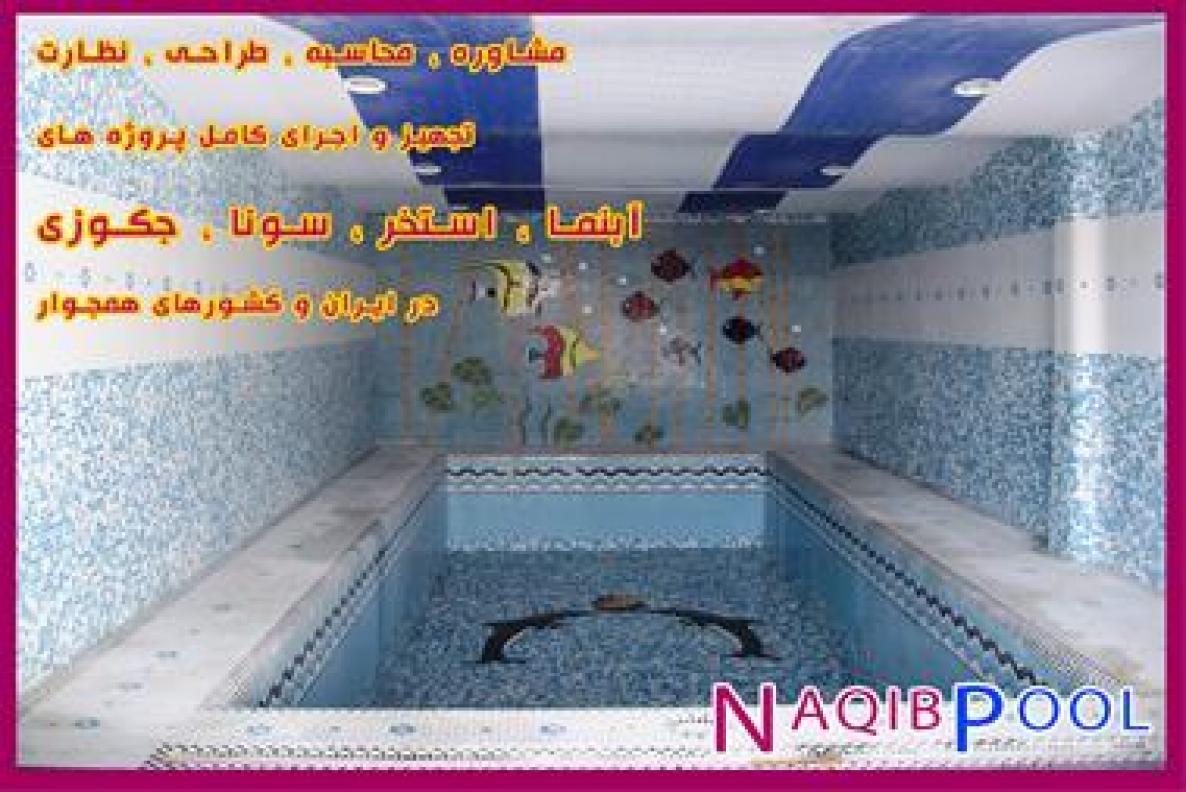 مشاوره ، محاسبه ، طراحی ، نظارت
تجهیز و اجرای کامل پروژه های
آبنما ، استخر ، سونا ، جکوزی
در ایران و کشورهای همجوار
NAQIBPOOL